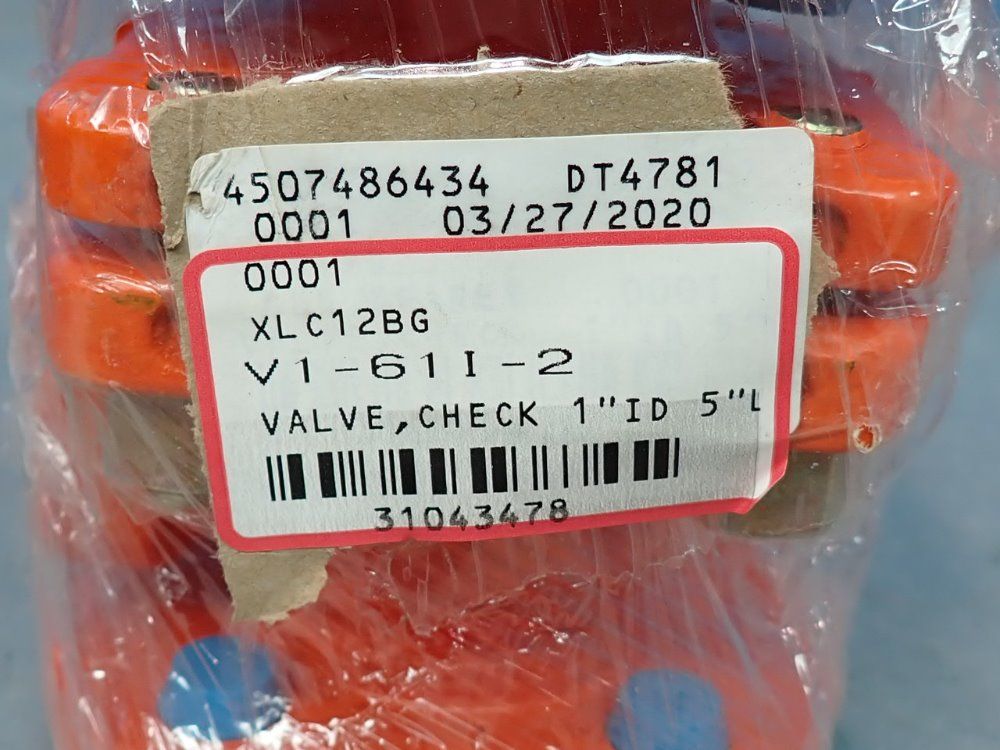 4507486434 DT4781
0001 03/27/2020
0001
XLC12BG
V1-61I-2
VALVE,CHECK 1"ID 5"L
31043478